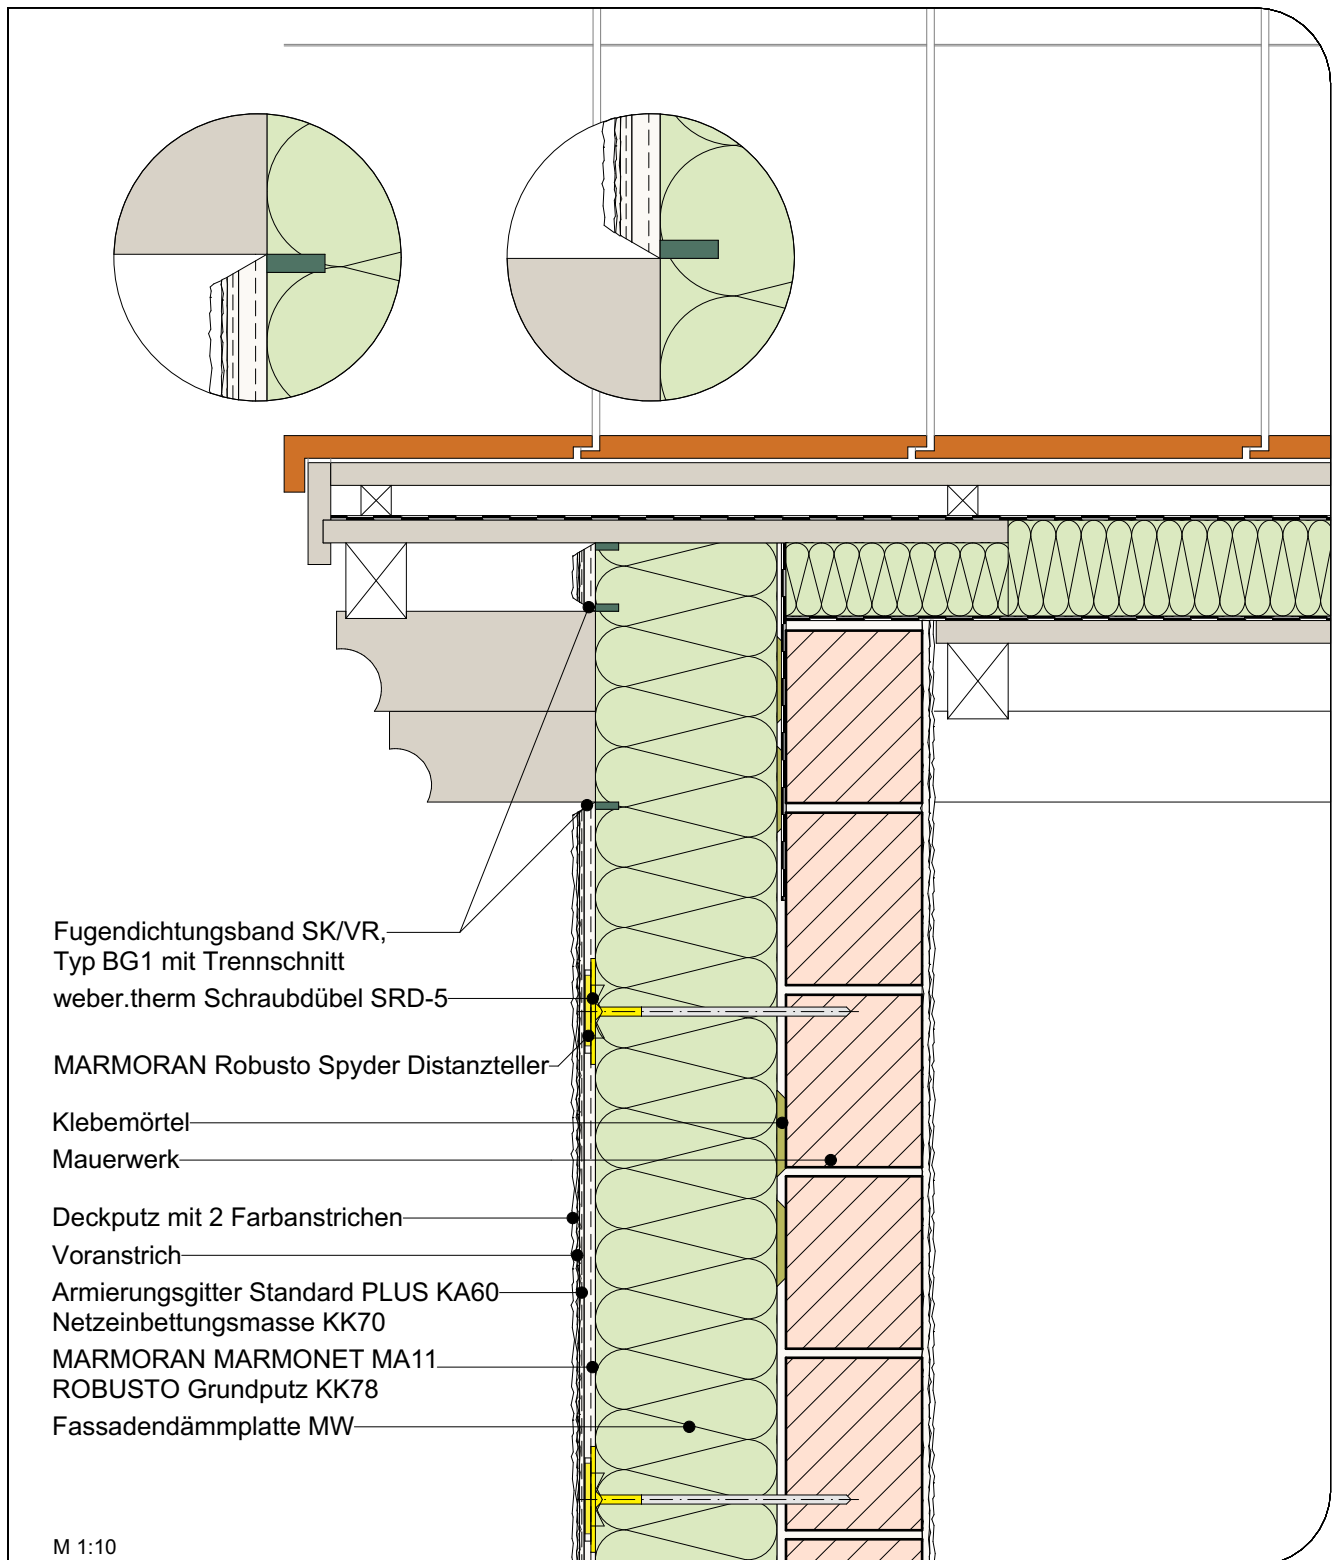 Fugendichtungsband SK/VR,
Typ BG1 mit Trennschnitt
weber.therm Schraubdübel SRD-5
MARMORAN Robusto Spyder Distanzteller
Klebemörtel
Mauerwerk
Deckputz mit 2 Farbanstrichen
Voranstrich
Armierungsgitter Standard PLUS KA60
Netzeinbettungsmasse KK70
MARMORAN MARMONET MA11
ROBUSTO Grundputz KK78
Fassadendämmplatte MW
M 1:10